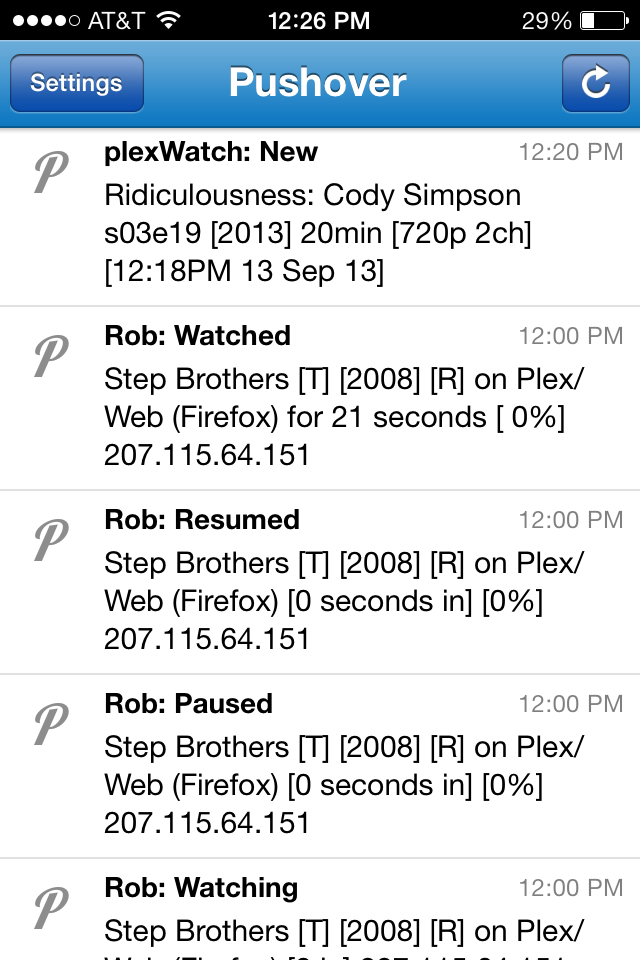 AT&T 12:26 PM 29%
Settings Pushover
plexWatch: New 12:20 PM
Ridiculousness: Cody Simpson
s03e19 [2013] 20min [720p 2ch]
[12:18PM 13 Sep 13]
Rob: Watched 12:00 PM
Step Brothers [T] [2008] [R] on Plex/
Web (Firefox) for 21 seconds [ 0%]
207.115.64.151
Rob: Resumed 12:00 PM
Step Brothers [T] [2008] [R] on Plex/
Web (Firefox) [0 seconds in] [0%]
207.115.64.151
Rob: Paused 12:00 PM
Step Brothers [T] [2008] [R] on Plex/
Web (Firefox) [0 seconds in] [0%]
207.115.64.151
Rob: Watching 12:00 PM
Step Brothers [T] [2008] [R] on Plex/